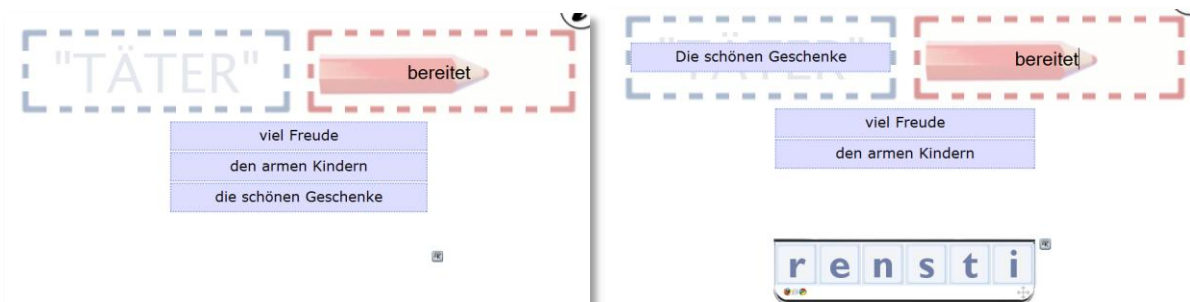 "TÄTER"
bereitet
viel Freude
den armen Kindern
die schönen Geschenke
"TÄTER"
Die schönen Geschenke
bereitet
viel Freude
den armen Kindern
r e n s t i